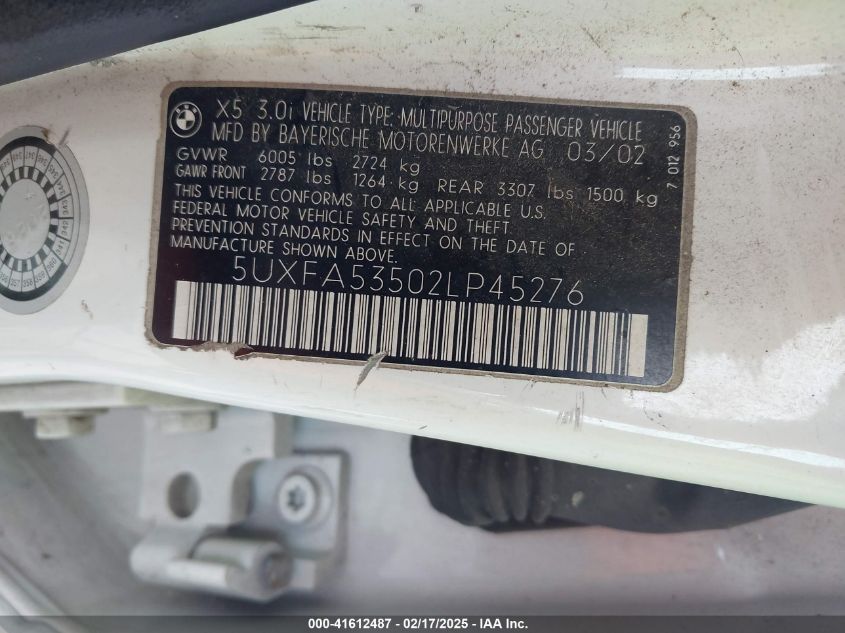 X5 3.0i VEHICLE TYPE: MULTIPURPOSE PASSENGER VEHICLE
MFD BY BAYERISCHE MOTORENWERKE AG 03/02
GVWR 6005 lbs 2724 kg
GAWR FRONT 2787 lbs 1264 kg REAR 3307 lbs 1500 kg
THIS VEHICLE CONFORMS TO ALL APPLICABLE U.S.
FEDERAL MOTOR VEHICLE SAFETY AND THEFT
PREVENTION STANDARDS IN EFFECT ON THE DATE OF
MANUFACTURE SHOWN ABOVE.
5UXFA53502LP45276
7 012 956
000-41612487 - 02/17/2025 - IAA Inc.